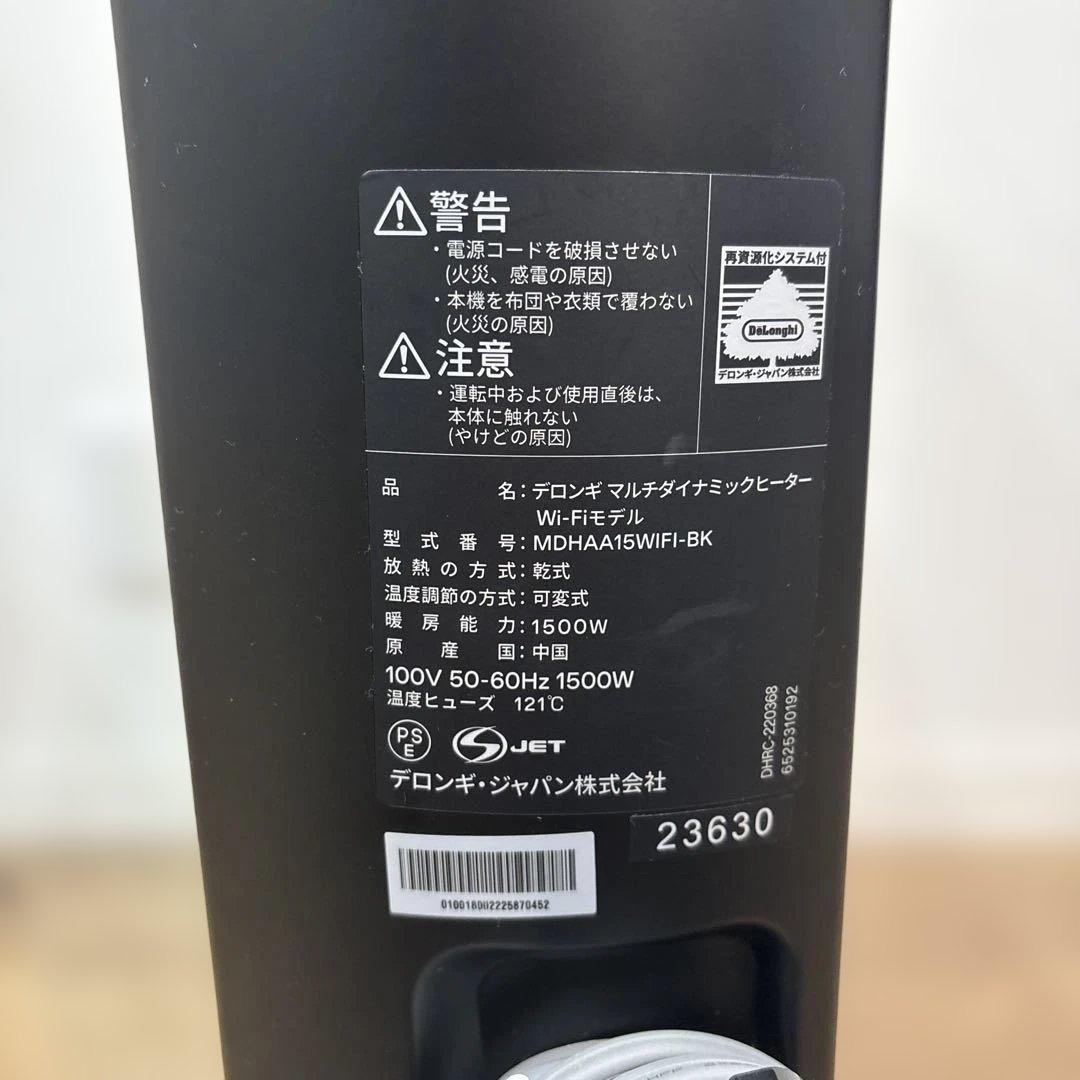 警告
・電源コードを破損させない
(火災、感電の原因)
・本機を布団や衣類で覆わない
(火災の原因)
注意
・運転中および使用直後は、
本体に触れない
(やけどの原因)
再資源化システム付
DeLonghi
デロンギ・ジャパン株式会社
品名：デロンギ マルチダイナミックヒーター
Wi-Fiモデル
型式番号：MDHAA15WIFI-BK
放熱の方式：乾式
温度調節の方式：可変式
暖房能力：1500W
原産国：中国
100V 50-60Hz 1500W
温度ヒューズ 121℃
PSE
JET
デロンギ・ジャパン株式会社
DHRC-220368
6525310192
23630
0100180022258​70452